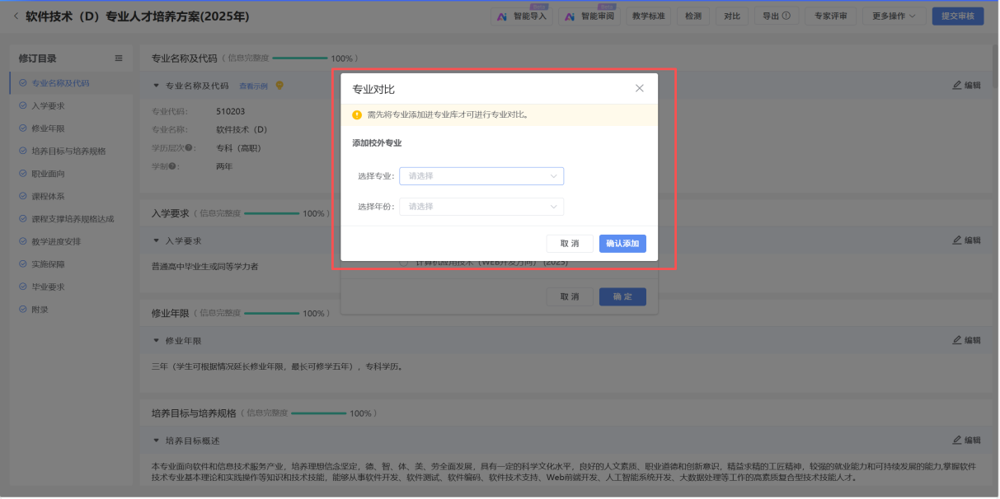 软件技术（D）专业人才培养方案(2025年)
Beta
智能导入
Beta
智能审阅
教学标准
检测
对比
导出
专家评审
更多操作
提交审核
修订目录
专业名称及代码
入学要求
修业年限
培养目标与培养规格
职业面向
课程体系
课程支撑培养规格达成
教学进度安排
实施保障
毕业要求
附录
专业名称及代码（信息完整度 100%）
专业名称及代码 查看示例
编辑
专业代码： 510203
专业名称： 软件技术（D）
学历层次?： 专科（高职）
学制?： 两年
专业对比
需先将专业添加进专业库才可进行专业对比。
添加校外专业
选择专业： 请选择
选择年份： 请选择
取 消
确认添加
计算机应用技术（WEB开发方向）(2025)
取 消
确 定
入学要求（信息完整度 100%）
入学要求
编辑
普通高中毕业生或同等学力者
修业年限（信息完整度 100%）
修业年限
编辑
三年（学生可根据情况延长修业年限，最长可修学五年），专科学历。
培养目标与培养规格（信息完整度 100%）
培养目标概述
编辑
本专业面向软件和信息技术服务产业，培养理想信念坚定，德、智、体、美、劳全面发展，具有一定的科学文化水平，良好的人文素质、职业道德和创新意识，精益求精的工匠精神，较强的就业能力和可持续发展的能力,掌握软件
技术专业基本理论和实践操作等知识和技术技能，能够从事软件开发、软件测试、软件编码、软件技术支持、Web前端开发、人工智能系统开发、大数据处理等工作的高素质复合型技术技能人才。